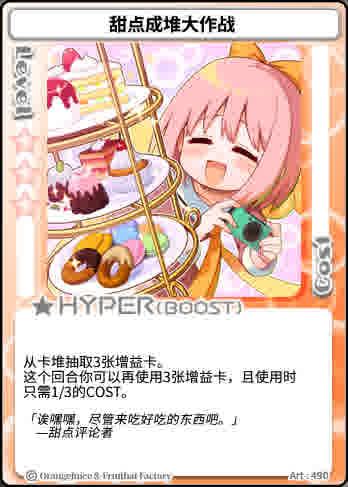 甜点成堆大作战
Level
Cost
HYPER(BOOST)
从卡堆抽取3张增益卡。
这个回合你可以再使用3张增益卡，且使用时
只需1/3的COST。
「诶嘿嘿，尽管来吃好吃的东西吧。」
—甜点评论者
© OrangeJuice & Fruitbat Factory
Art : 490